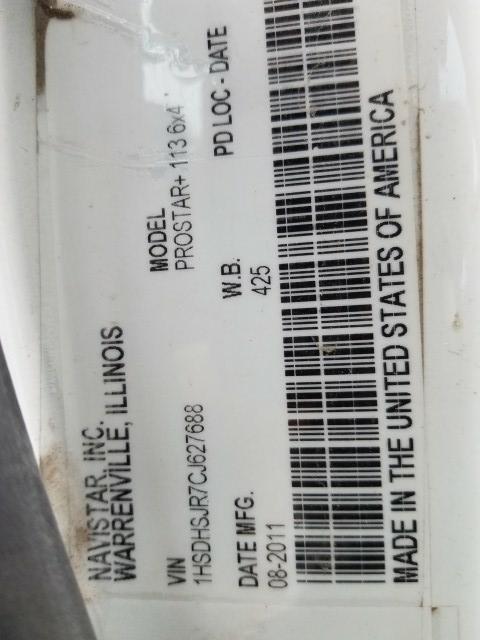 NAVISTAR, INC.
WARRENVILLE, ILLINOIS
MODEL
PROSTAR+ 113 6x4
VIN
1HSDHSJR7CJ627688
W.B.
425
PD LOC - DATE
DATE MFG.
08-2011
MADE IN THE UNITED STATES OF AMERICA